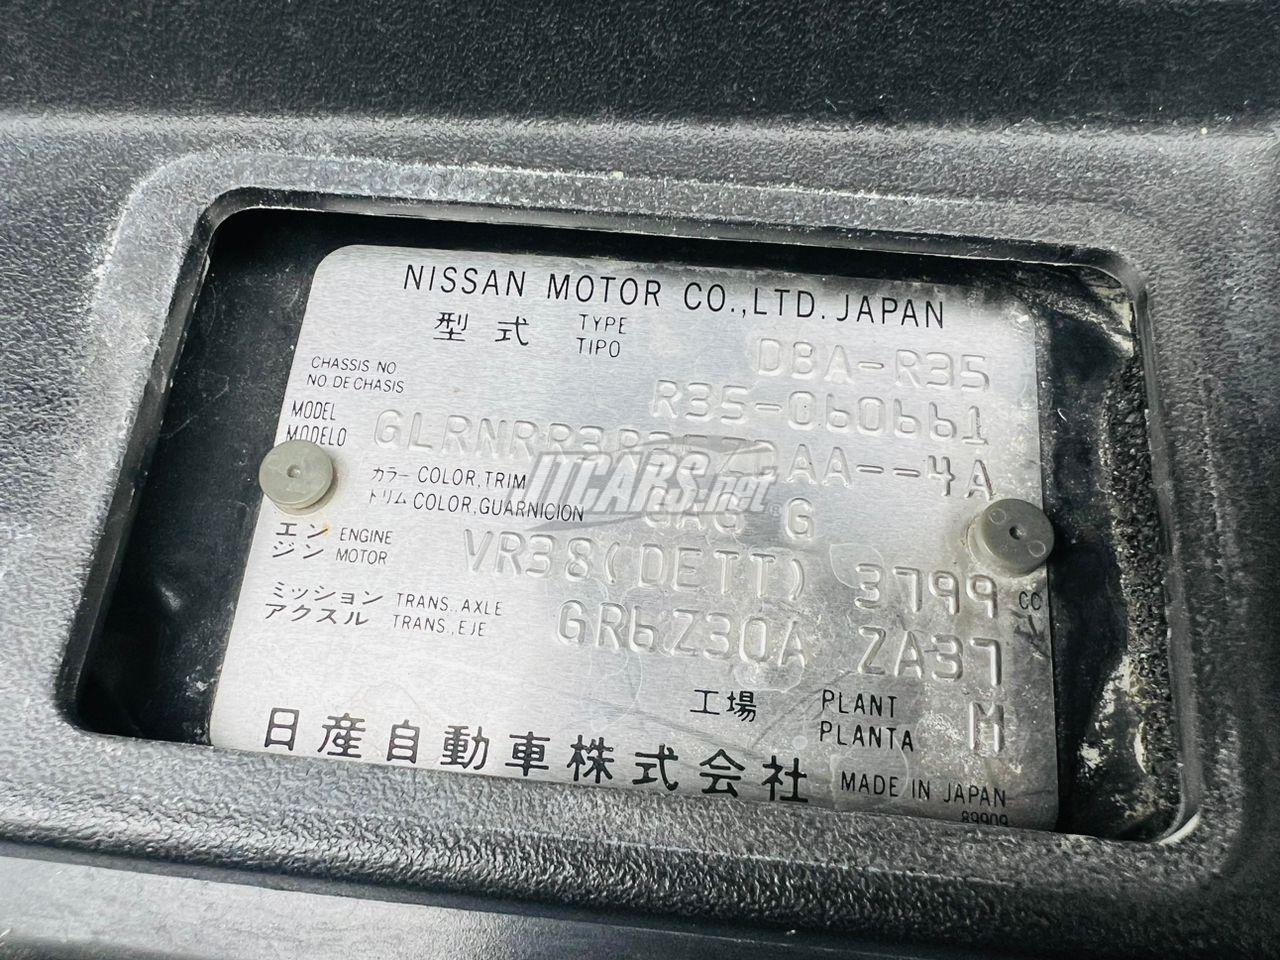 NISSAN MOTOR CO.,LTD. JAPAN
型式 TYPE TIPO DBA-R35
CHASSIS NO
NO. DE CHASIS R35-060661
MODEL
MODELO
カラー COLOR,TRIM
トリム COLOR,GUARNICION G
JTCARS.net®
エンジン ENGINE MOTOR VR38(DETT) 3799 CC
ミッション TRANS.,AXLE
アクスル TRANS.,EJE GR6Z30A ZA37
工場 PLANT
PLANTA M
日産自動車株式会社 MADE IN JAPAN
89909